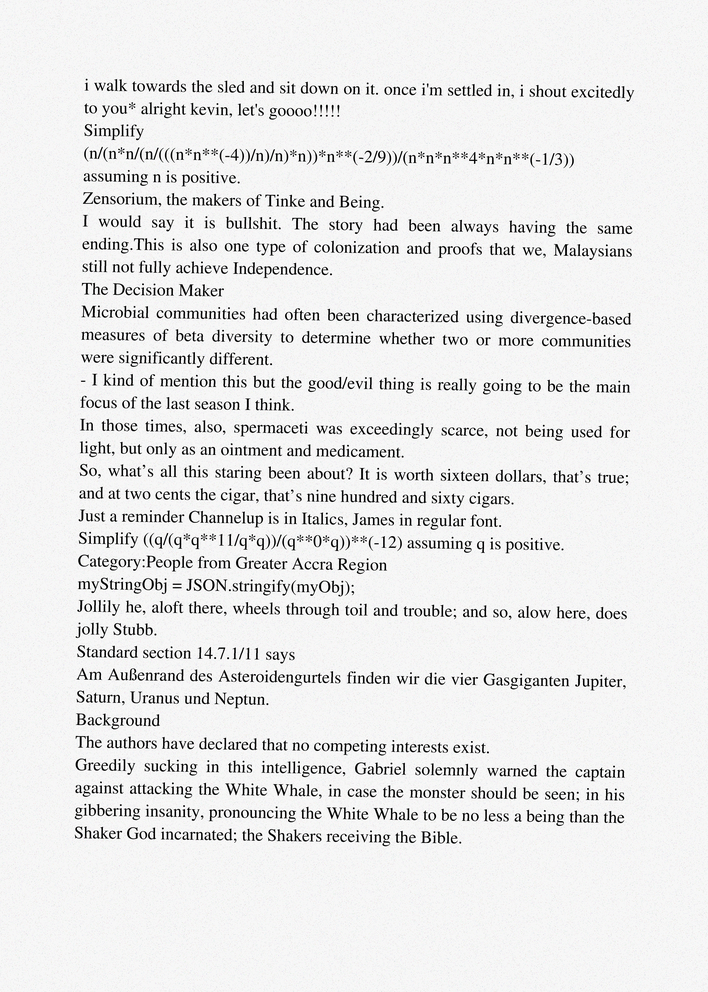 i walk towards the sled and sit down on it. once i'm settled in, i shout excitedly
to you* alright kevin, let's goooo!!!!!
Simplify
(n/(n*n/(n/(((n*n**(-4))/n)/n)*n))*n**(-2/9))/(n*n*n**4*n*n**(-1/3))
assuming n is positive.
Zensorium, the makers of Tinke and Being.
I would say it is bullshit. The story had been always having the same
ending.This is also one type of colonization and proofs that we, Malaysians
still not fully achieve Independence.
The Decision Maker
Microbial communities had often been characterized using divergence-based
measures of beta diversity to determine whether two or more communities
were significantly different.
- I kind of mention this but the good/evil thing is really going to be the main
focus of the last season I think.
In those times, also, spermaceti was exceedingly scarce, not being used for
light, but only as an ointment and medicament.
So, what’s all this staring been about? It is worth sixteen dollars, that’s true;
and at two cents the cigar, that’s nine hundred and sixty cigars.
Just a reminder Channelup is in Italics, James in regular font.
Simplify ((q/(q*q**11/q*q))/(q**0*q))**(-12) assuming q is positive.
Category:People from Greater Accra Region
myStringObj = JSON.stringify(myObj);
Jollily he, aloft there, wheels through toil and trouble; and so, alow here, does
jolly Stubb.
Standard section 14.7.1/11 says
Am Außenrand des Asteroidengurtels finden wir die vier Gasgiganten Jupiter,
Saturn, Uranus und Neptun.
Background
The authors have declared that no competing interests exist.
Greedily sucking in this intelligence, Gabriel solemnly warned the captain
against attacking the White Whale, in case the monster should be seen; in his
gibbering insanity, pronouncing the White Whale to be no less a being than the
Shaker God incarnated; the Shakers receiving the Bible.